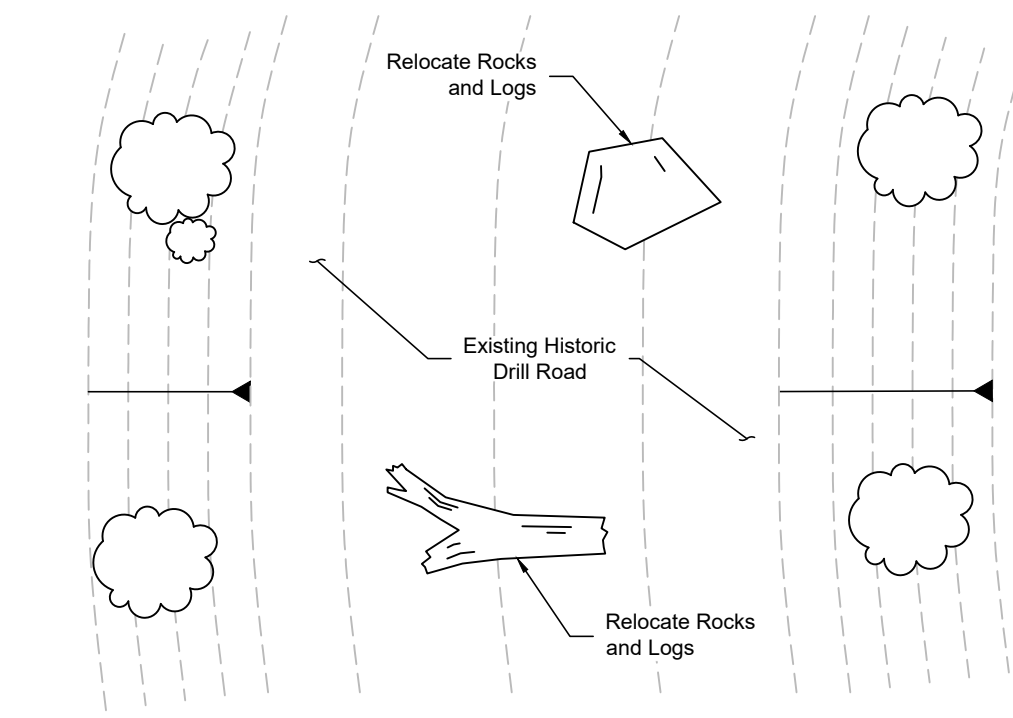 Relocate Rocks
and Logs
Existing Historic
Drill Road
Relocate Rocks
and Logs